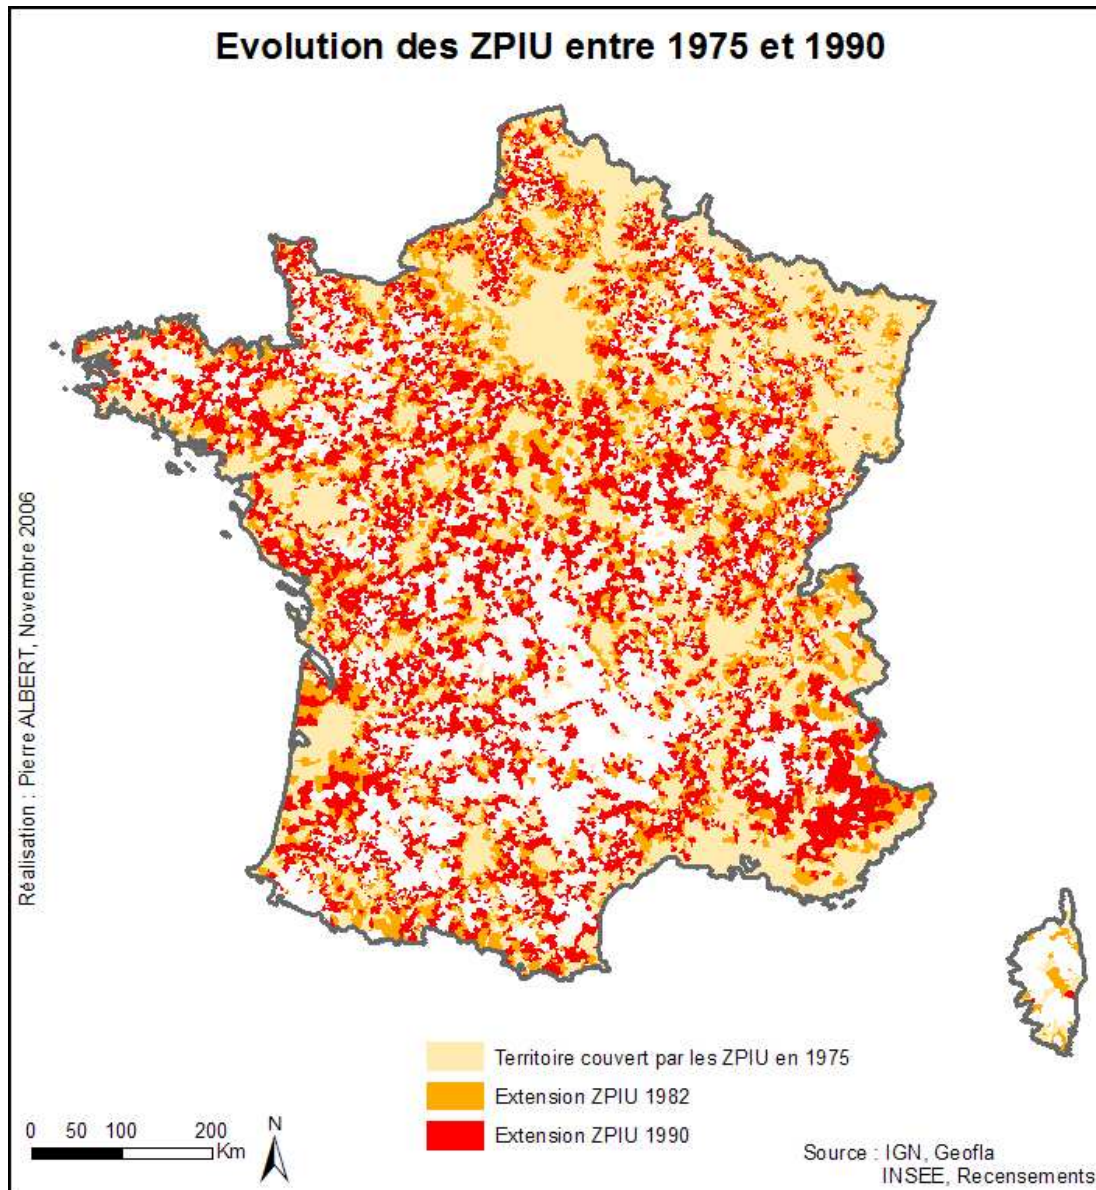 Evolution des ZPIU entre 1975 et 1990
Réalisation : Pierre ALBERT, Novembre 2006
Territoire couvert par les ZPIU en 1975
Extension ZPIU 1982
Extension ZPIU 1990
0 50 100 200
Km
N
Source : IGN, Geofla
INSEE, Recensements